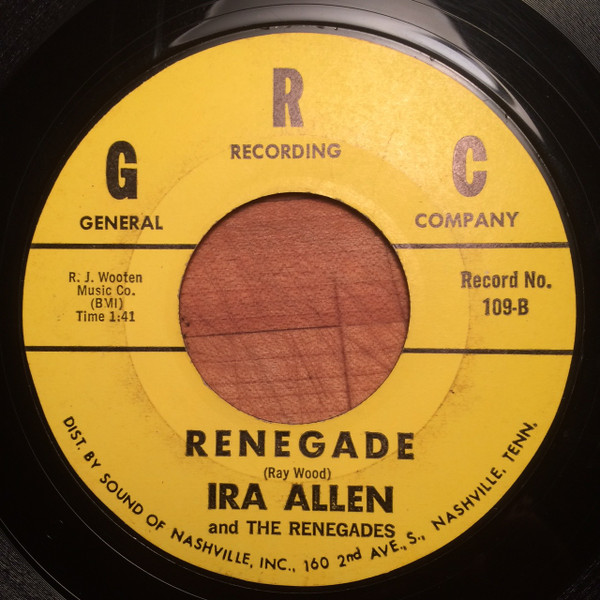 G R C
GENERAL RECORDING COMPANY
R. J. Wooten
Music Co.
(BMI)
Time 1:41
Record No.
109-B
RENEGADE
(Ray Wood)
IRA ALLEN
and THE RENEGADES
DIST. BY SOUND OF NASHVILLE, INC., 160 2nd AVE., S., NASHVILLE, TENN.